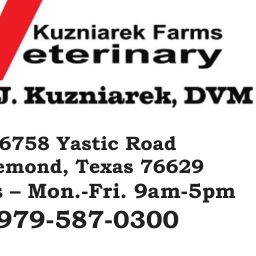 Kuzniarek Farms
eterinary
J. Kuzniarek, DVM
6758 Yastic Road
emond, Texas 76629
s – Mon.-Fri. 9am-5pm
979-587-0300